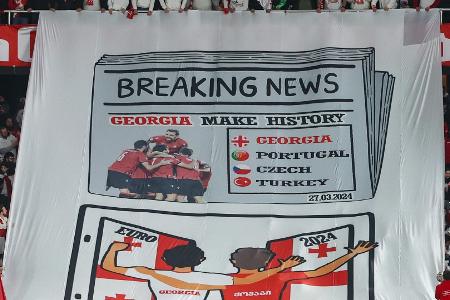 BREAKING NEWS
GEORGIA MAKE HISTORY
GEORGIA
PORTUGAL
CZECH
TURKEY
27.03.2024
EURO 2024
GEORGIA